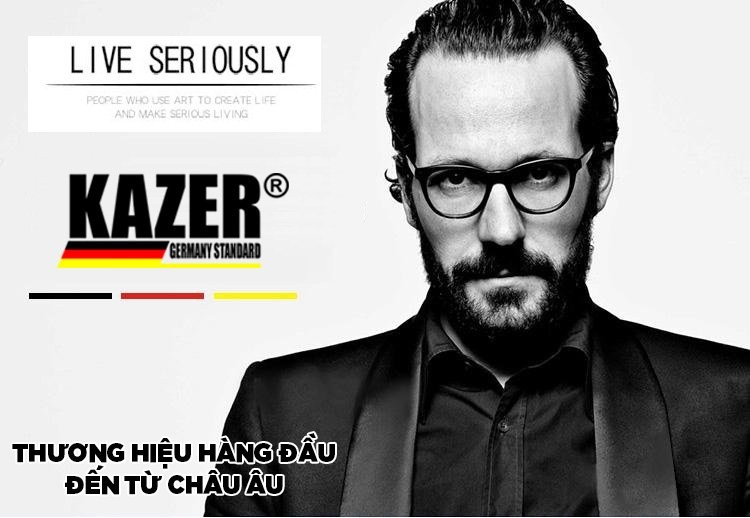 LIVE SERIOUSLY
PEOPLE WHO USE ART TO CREATE LIFE
AND MAKE SERIOUS LIVING
KAZER®
GERMANY STANDARD
THƯƠNG HIỆU HÀNG ĐẦU
ĐẾN TỪ CHÂU ÂU